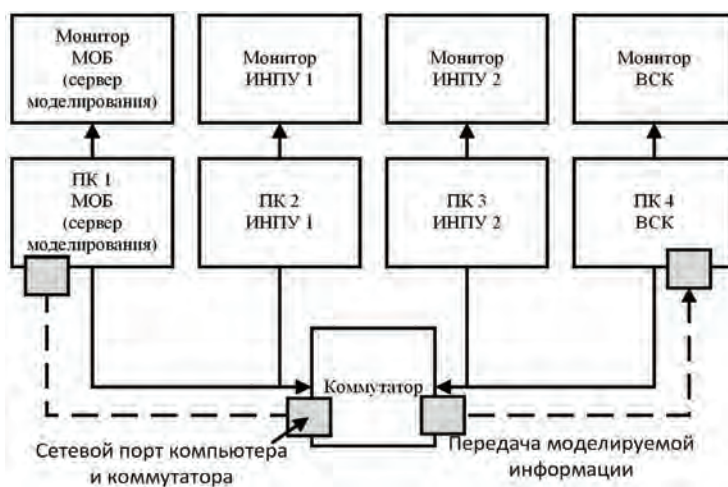 Монитор
МОБ
(сервер
моделирования)
Монитор
ИНПУ 1
Монитор
ИНПУ 2
Монитор
ВСК
ПК 1
МОБ
(сервер
моделирования)
ПК 2
ИНПУ 1
ПК 3
ИНПУ 2
ПК 4
ВСК
Коммутатор
Сетевой порт компьютера
и коммутатора
Передача моделируемой
информации